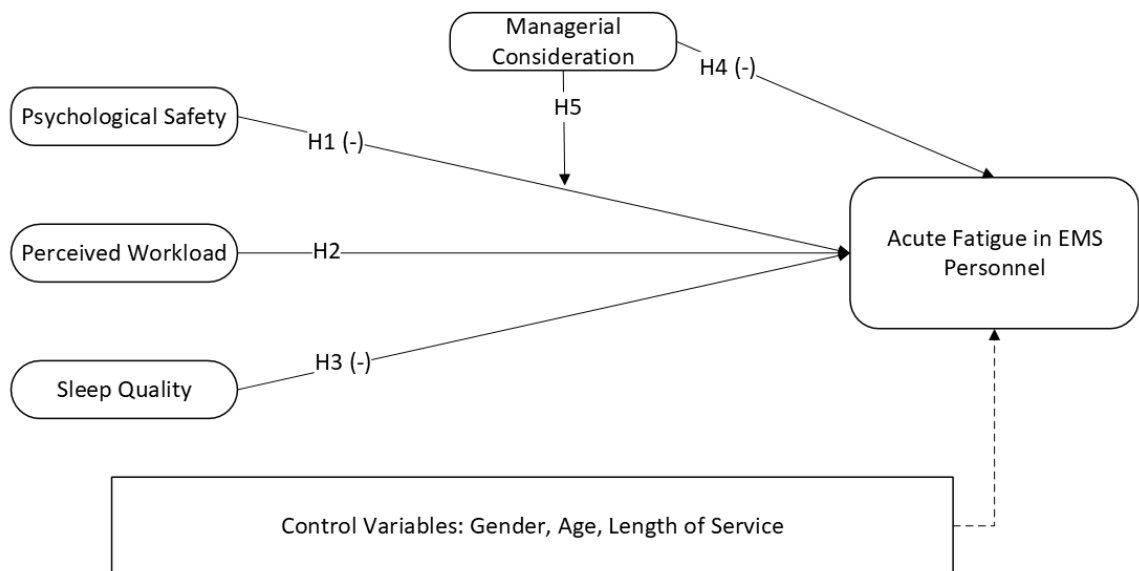 Managerial
Consideration
H4 (-)
H5
Psychological Safety
H1 (-)
Perceived Workload
H2
Acute Fatigue in EMS
Personnel
H3 (-)
Sleep Quality
Control Variables: Gender, Age, Length of Service